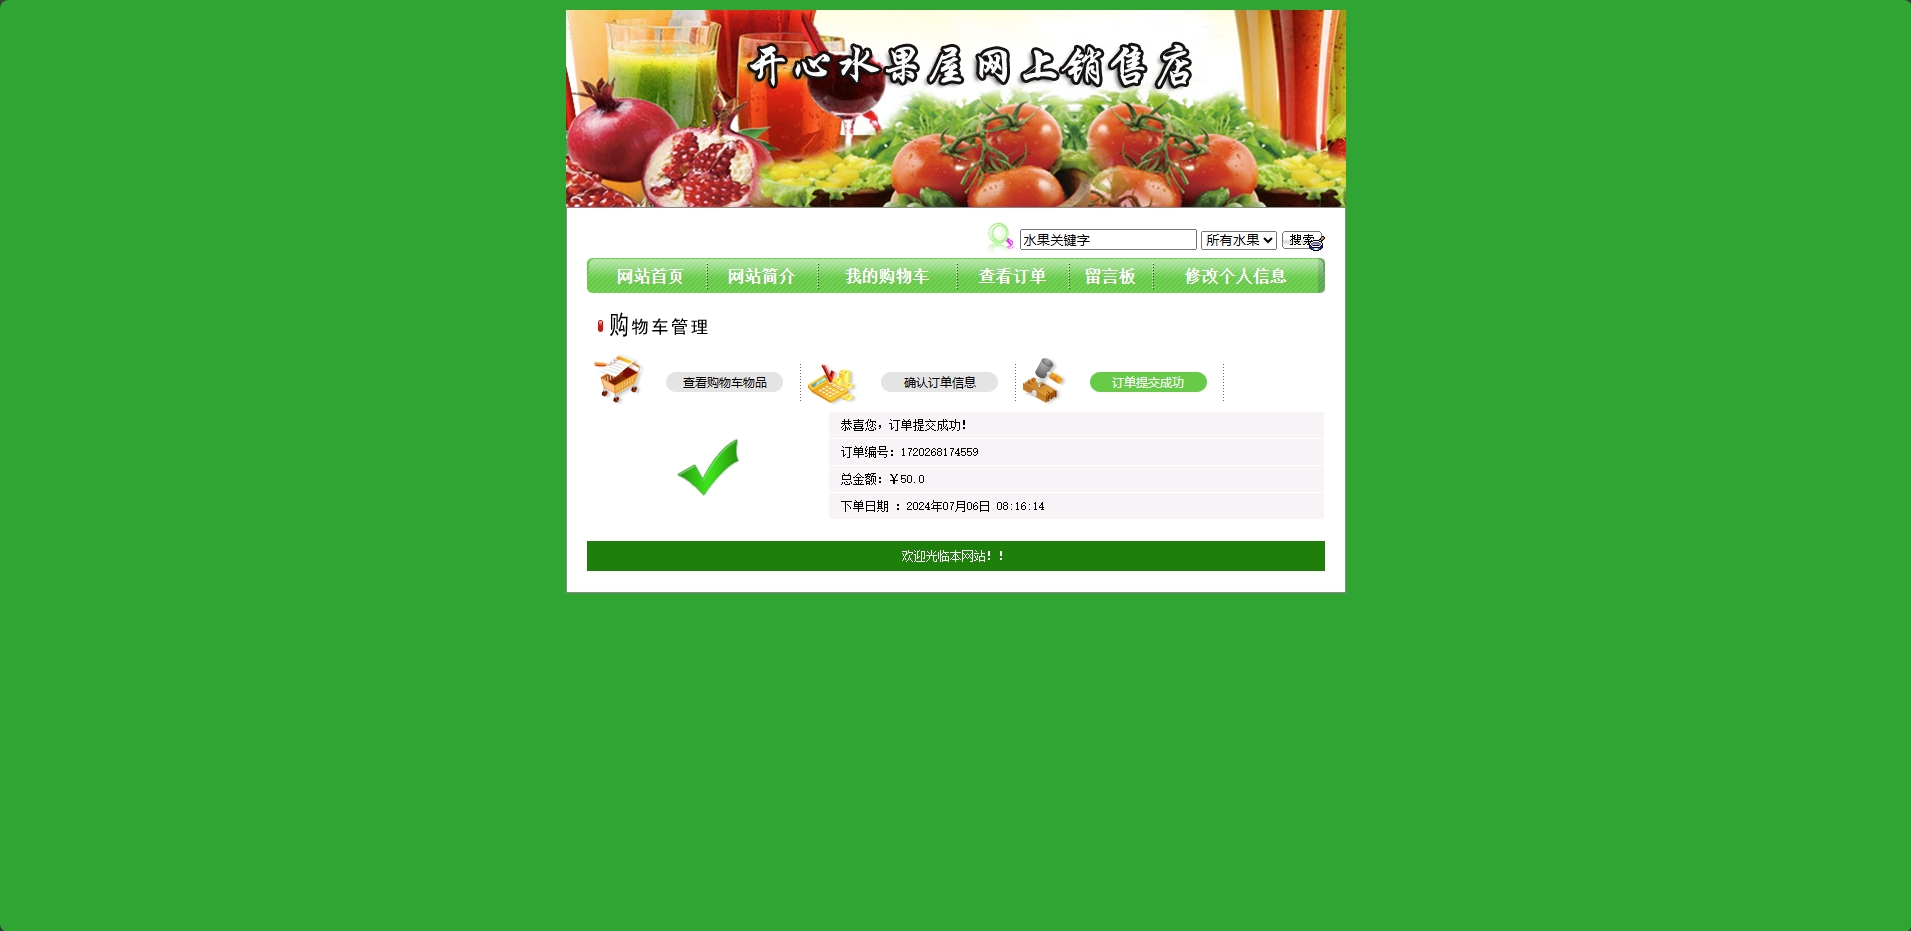 开心水果屋网上销售店
水果关键字 所有水果 搜索
网站首页 网站简介 我的购物车 查看订单 留言板 修改个人信息
购物车管理
查看购物车物品 确认订单信息 订单提交成功
恭喜您，订单提交成功！
订单编号：1720268174559
总金额：￥50.0
下单日期 ：2024年07月06日 08:16:14
欢迎光临本网站！！